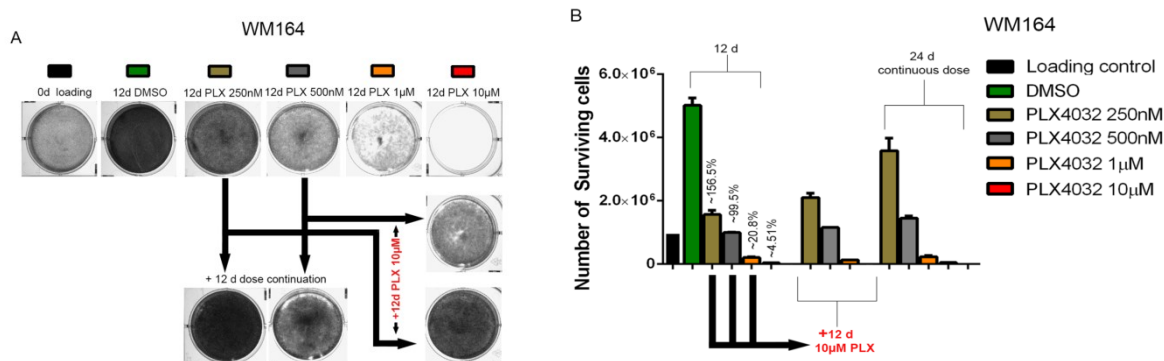 A
WM164
0d loading
12d DMSO
12d PLX 250nM
12d PLX 500nM
12d PLX 1µM
12d PLX 10µM
+ 12 d dose continuation
+12d PLX 10µM
B
WM164
Number of Surviving cells
6.0×10⁶
4.0×10⁶
2.0×10⁶
0
12 d
24 d
continuous dose
~156.5%
~99.5%
~20.8%
~4.51%
+12 d
10µM PLX
Loading control
DMSO
PLX4032 250nM
PLX4032 500nM
PLX4032 1µM
PLX4032 10µM